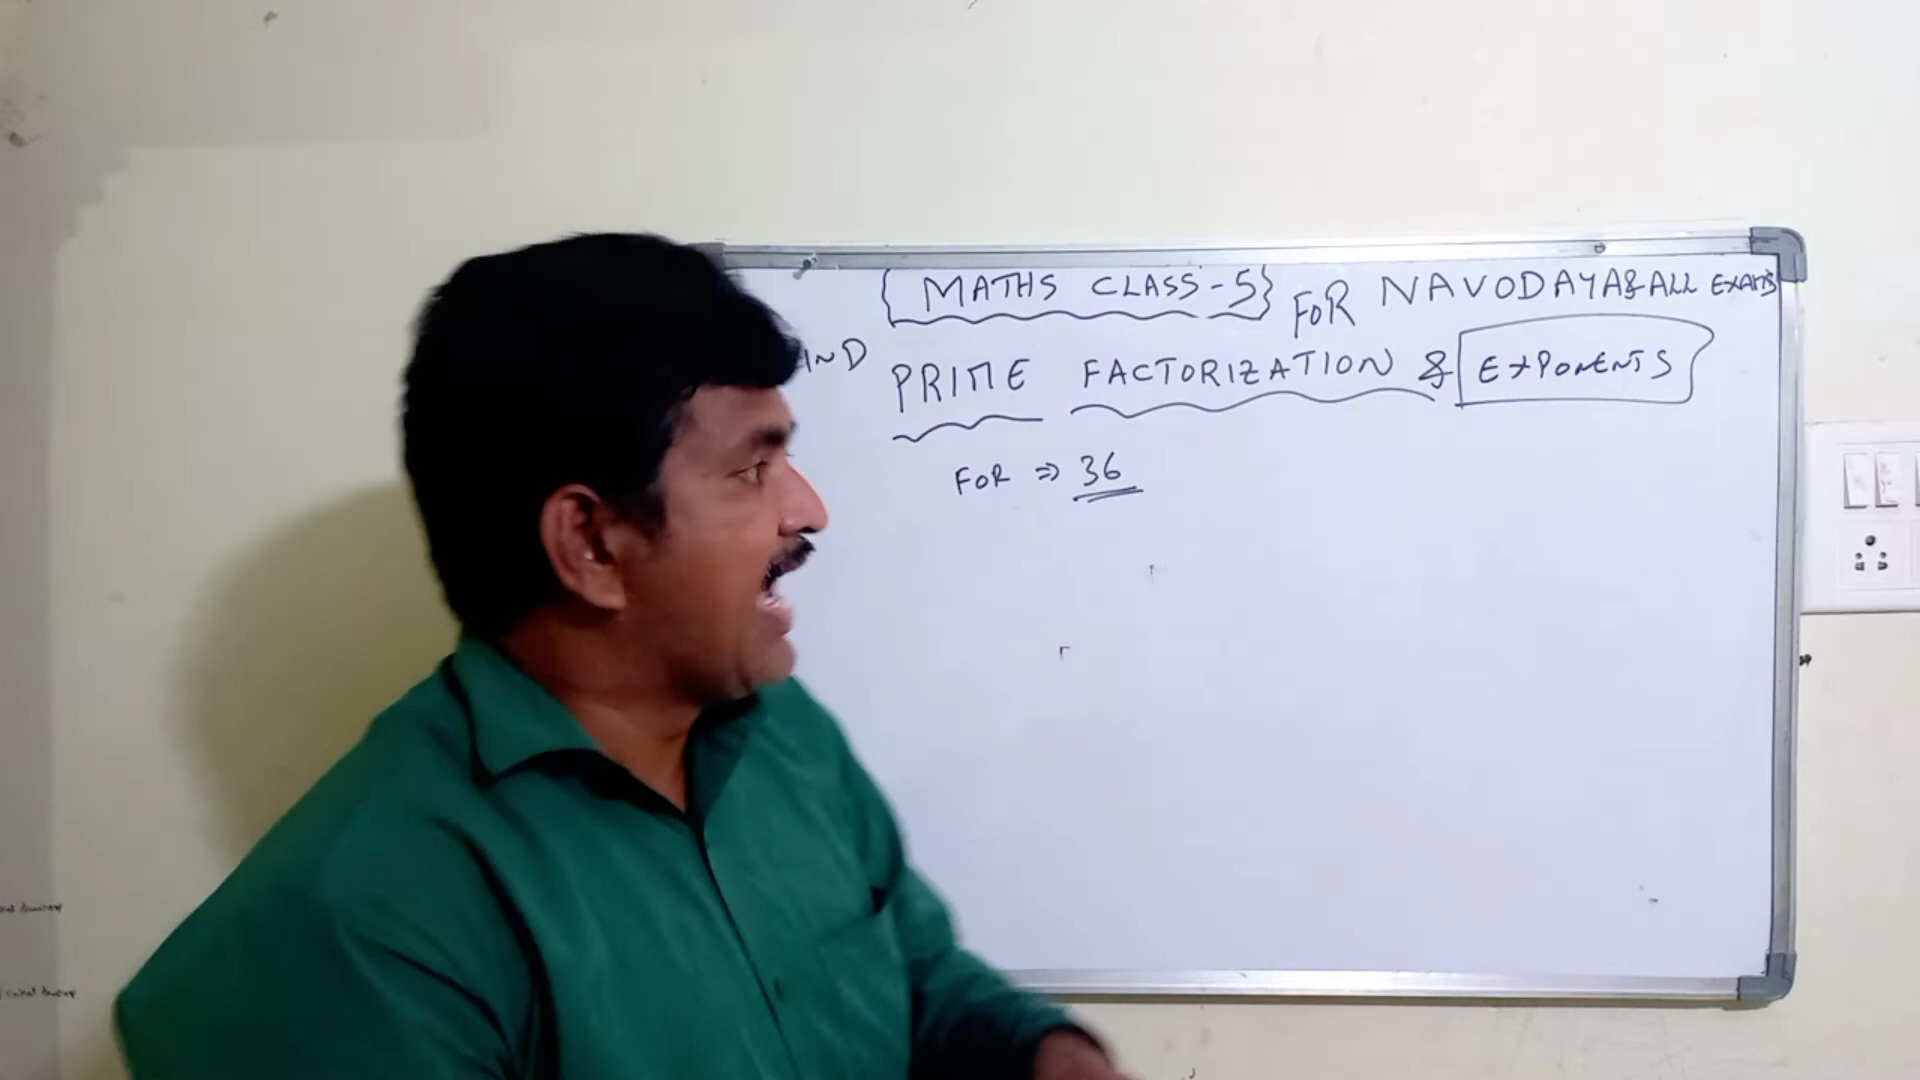 {MATHS CLASS-5} FOR NAVODAYA & ALL EXAMS
IND PRIME FACTORIZATION & EXPONENTS
FOR ⇒ 36